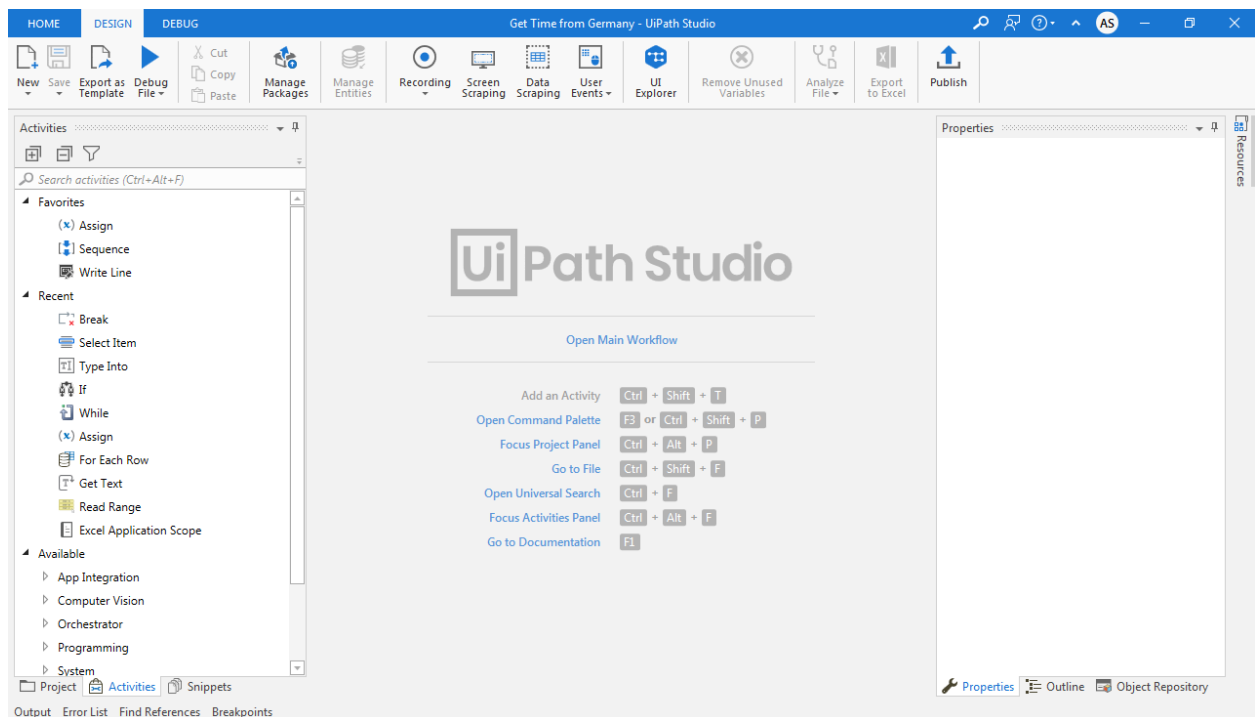 HOME DESIGN DEBUG Get Time from Germany - UiPath Studio AS
New Save Export as Template Debug File
Cut
Copy
Paste
Manage Packages
Manage Entities
Recording
Screen Scraping
Data Scraping
User Events
UI Explorer
Remove Unused Variables
Analyze File
Export to Excel
Publish
Activities
Search activities (Ctrl+Alt+F)
Favorites
Assign
Sequence
Write Line
Recent
Break
Select Item
Type Into
If
While
Assign
For Each Row
Get Text
Read Range
Excel Application Scope
Available
App Integration
Computer Vision
Orchestrator
Programming
System
Project Activities Snippets
Output Error List Find References Breakpoints
UiPath Studio
Open Main Workflow
Add an Activity Ctrl + Shift + T
Open Command Palette F3 or Ctrl + Shift + P
Focus Project Panel Ctrl + Alt + P
Go to File Ctrl + Shift + F
Open Universal Search Ctrl + F
Focus Activities Panel Ctrl + Alt + F
Go to Documentation F1
Properties
Resources
Properties Outline Object Repository